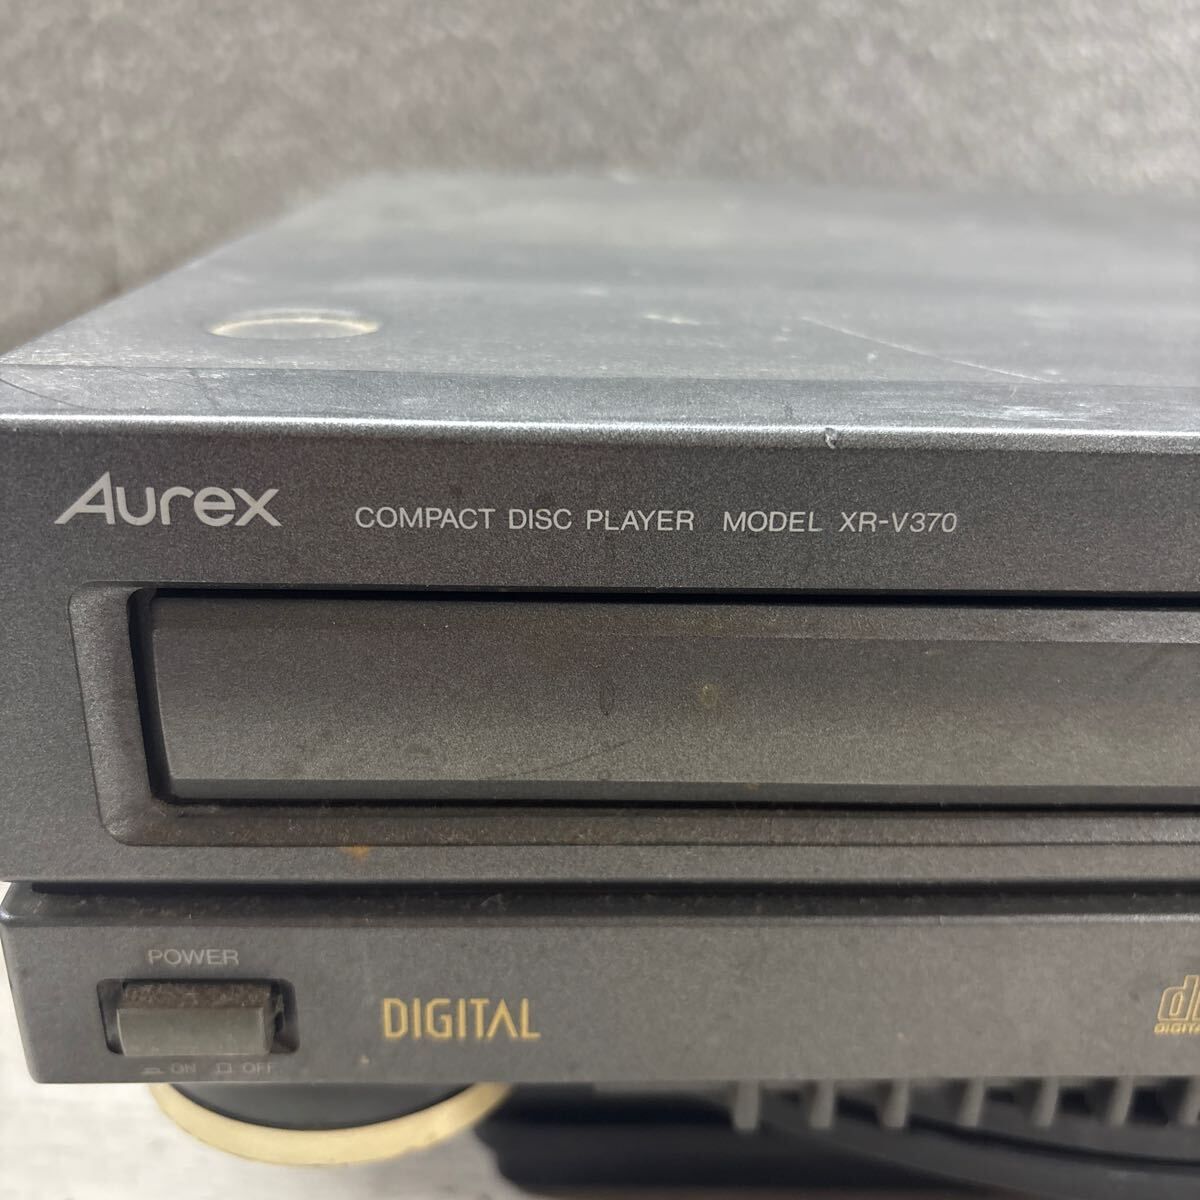 Aurex COMPACT DISC PLAYER MODEL XR-V370
POWER
ON OFF
DIGITAL